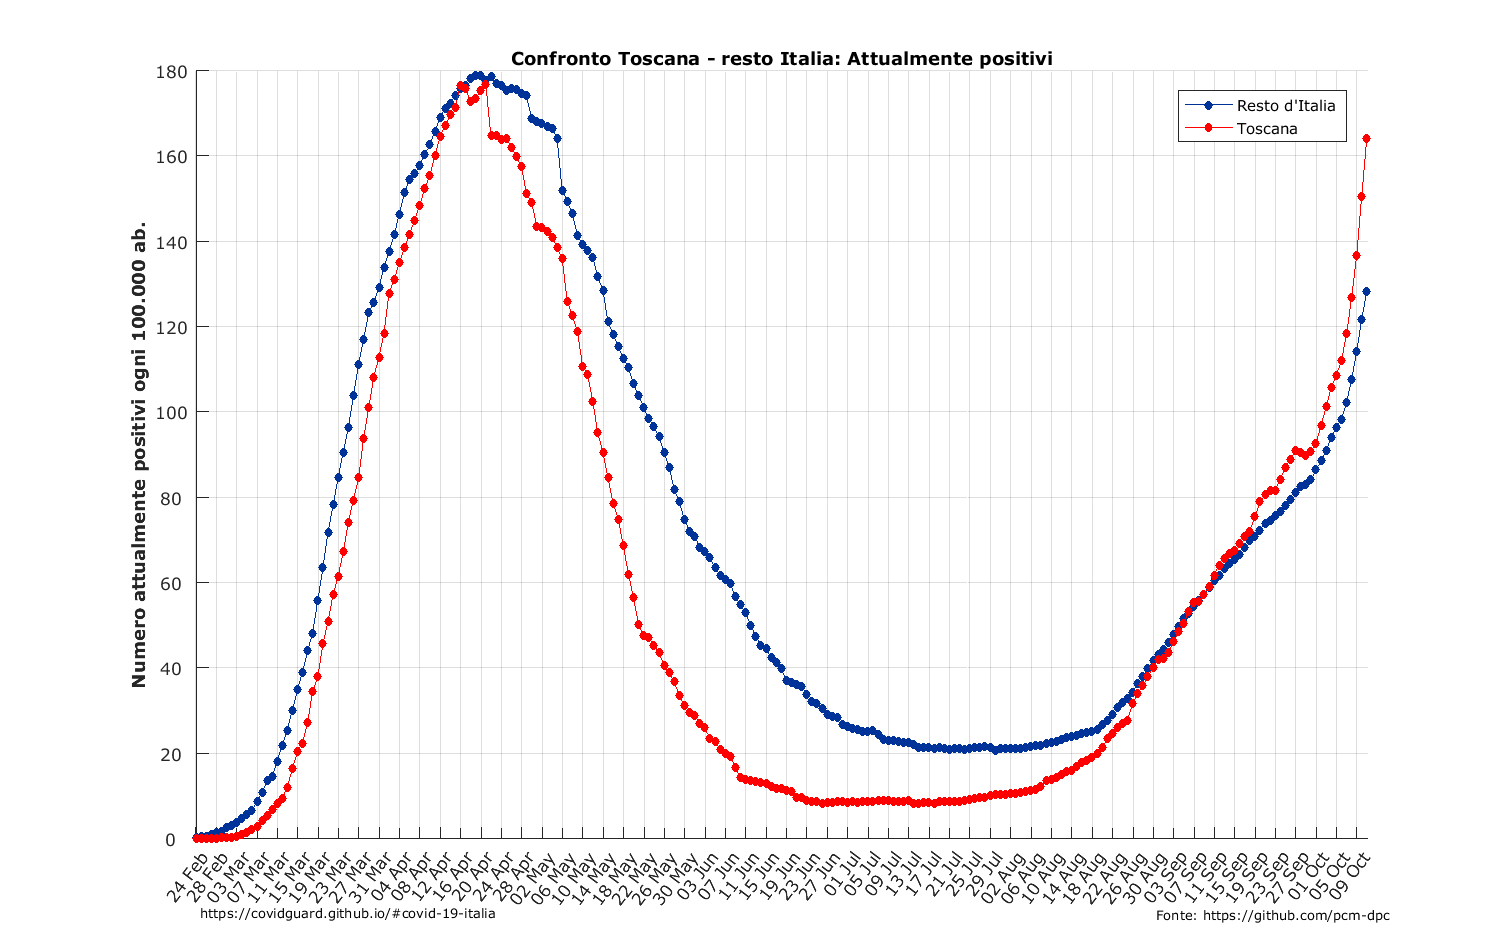 Confronto Toscana - resto Italia: Attualmente positivi
Numero attualmente positivi ogni 100.000 ab.
180
160
140
120
100
80
60
40
20
0
Resto d'Italia
Toscana
24 Feb
28 Feb
03 Mar
07 Mar
11 Mar
15 Mar
19 Mar
23 Mar
27 Mar
31 Mar
04 Apr
08 Apr
12 Apr
16 Apr
20 Apr
24 Apr
28 Apr
02 May
06 May
10 May
14 May
18 May
22 May
26 May
30 May
03 Jun
07 Jun
11 Jun
15 Jun
19 Jun
23 Jun
27 Jun
01 Jul
05 Jul
09 Jul
13 Jul
17 Jul
21 Jul
25 Jul
29 Jul
02 Aug
06 Aug
10 Aug
14 Aug
18 Aug
22 Aug
26 Aug
30 Aug
03 Sep
07 Sep
11 Sep
15 Sep
19 Sep
23 Sep
27 Sep
01 Oct
05 Oct
09 Oct
https://covidguard.github.io/#covid-19-italia
Fonte: https://github.com/pcm-dpc